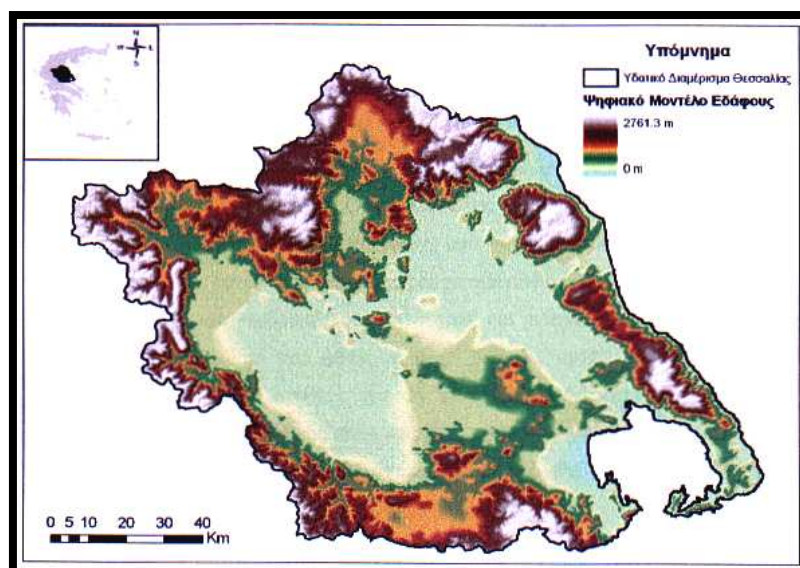 N
W E
S
Υπόμνημα
Υδατικό Διαμέρισμα Θεσσαλίας
Ψηφιακό Μοντέλο Εδάφους
2761.3 m
0 m
0 5 10 20 30 40
Km